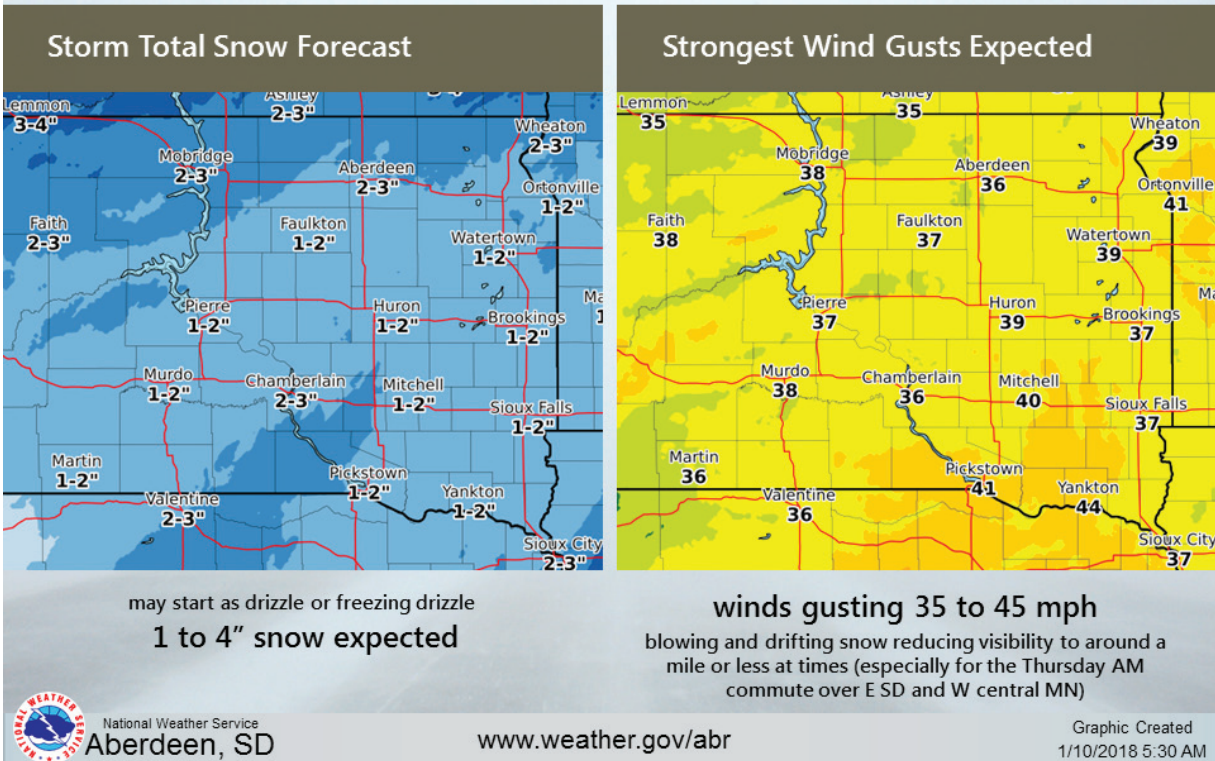 Storm Total Snow Forecast
Lemmon
3-4"
Ashley
2-3"
3-4"
Wheaton
2-3"
Mobridge
2-3"
Aberdeen
2-3"
Ortonville
1-2"
Faith
2-3"
Faulkton
1-2"
Watertown
1-2"
Pierre
1-2"
Huron
1-2"
Brookings
1-2"
Ma
1
Murdo
1-2"
Chamberlain
2-3"
Mitchell
1-2"
Sioux Falls
1-2"
Martin
1-2"
Pickstown
1-2"
Valentine
2-3"
Yankton
1-2"
Sioux City
2-3"
may start as drizzle or freezing drizzle
1 to 4” snow expected
Strongest Wind Gusts Expected
Lemmon
35
Ashley
35
Wheaton
39
Mobridge
38
Aberdeen
36
Ortonville
41
Faith
38
Faulkton
37
Watertown
39
Pierre
37
Huron
39
Brookings
37
Ma
Murdo
38
Chamberlain
36
Mitchell
40
Sioux Falls
37
Martin
36
Pickstown
41
Valentine
36
Yankton
44
Sioux City
37
winds gusting 35 to 45 mph
blowing and drifting snow reducing visibility to around a
mile or less at times (especially for the Thursday AM
commute over E SD and W central MN)
NATIONAL WEATHER SERVICE
National Weather Service
Aberdeen, SD
www.weather.gov/abr
Graphic Created
1/10/2018 5:30 AM